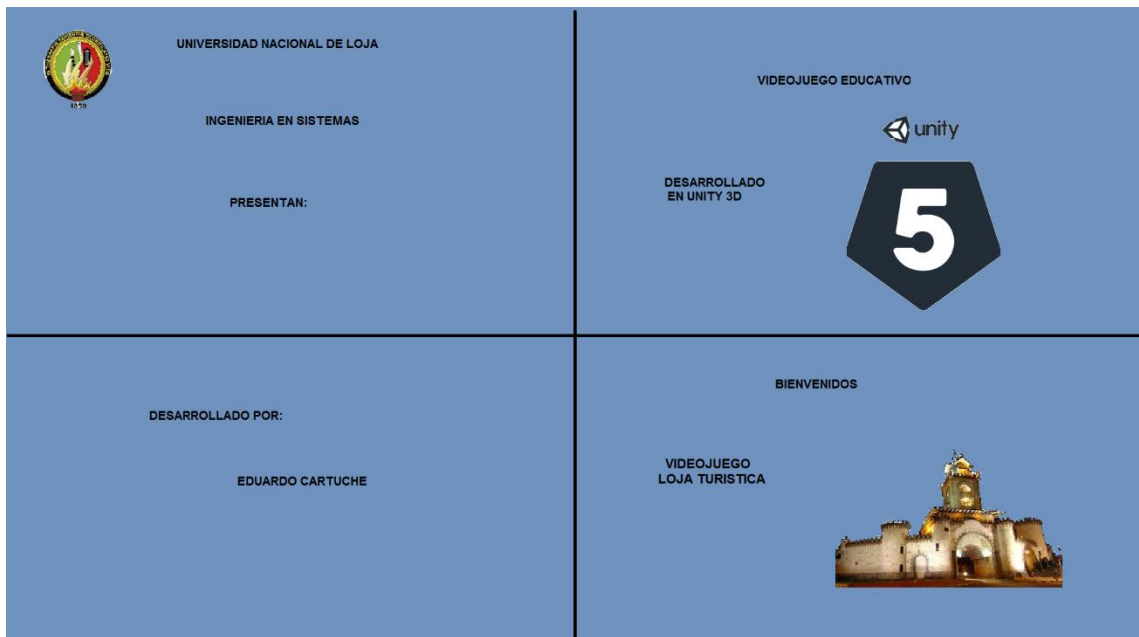 UNIVERSIDAD NACIONAL DE LOJA
INGENIERIA EN SISTEMAS
PRESENTAN:
VIDEOJUEGO EDUCATIVO
unity
DESARROLLADO
EN UNITY 3D
5
DESARROLLADO POR:
EDUARDO CARTUCHE
BIENVENIDOS
VIDEOJUEGO
LOJA TURISTICA